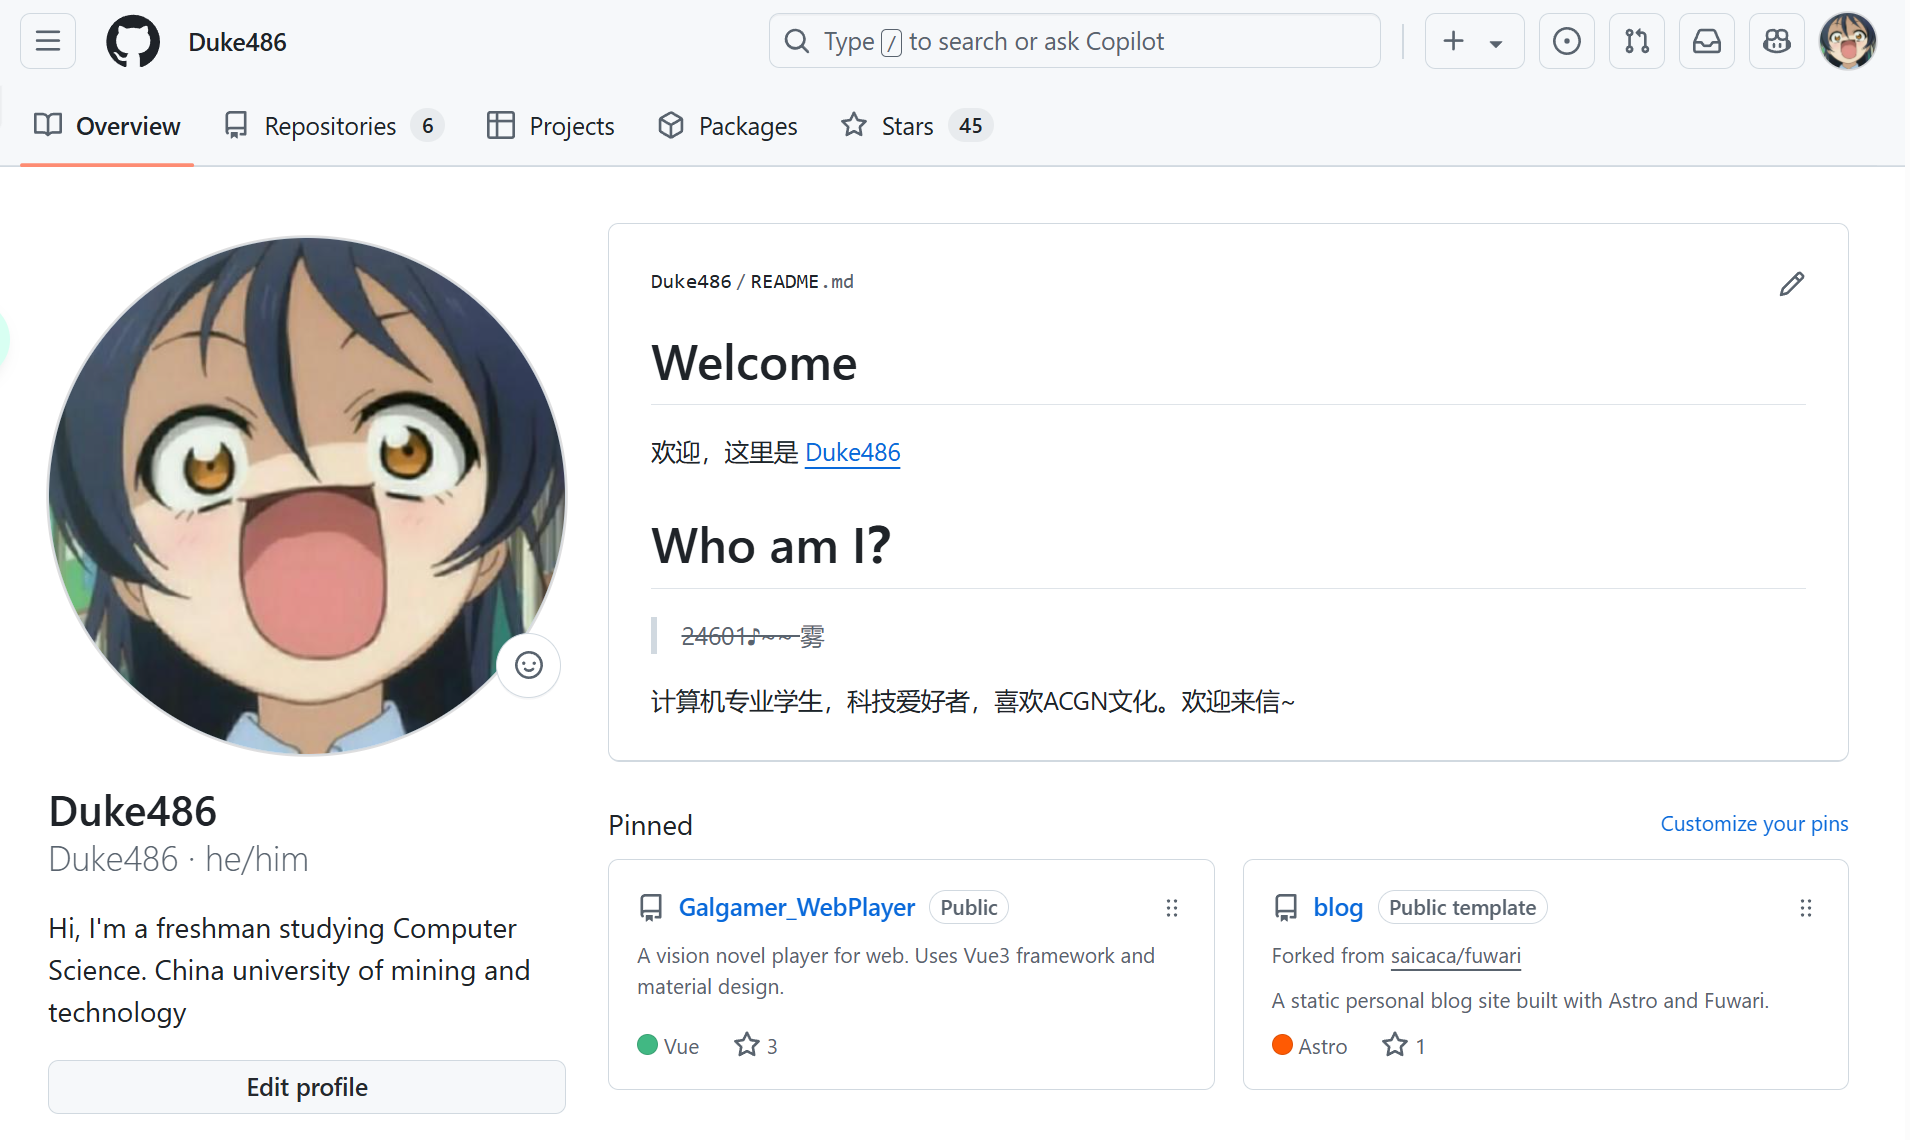 Duke486
Type / to search or ask Copilot
Overview
Repositories 6
Projects
Packages
Stars 45
Duke486 / README.md
Welcome
欢迎，这里是 Duke486
Who am I?
24601♪~~ 雾
计算机专业学生，科技爱好者，喜欢ACGN文化。欢迎来信~
Duke486
Duke486 · he/him
Hi, I'm a freshman studying Computer
Science. China university of mining and
technology
Edit profile
Pinned
Customize your pins
Galgamer_WebPlayer Public
A vision novel player for web. Uses Vue3 framework and
material design.
Vue 3
blog Public template
Forked from saicaca/fuwari
A static personal blog site built with Astro and Fuwari.
Astro 1